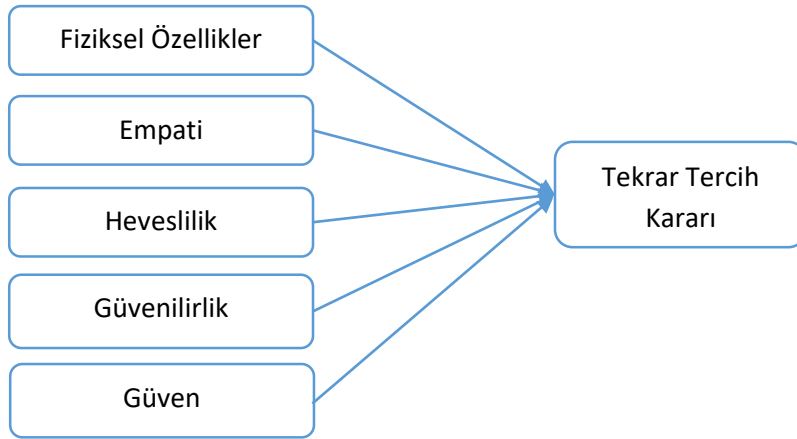 Fiziksel Özellikler
Empati
Heveslilik
Güvenilirlik
Güven
Tekrar Tercih
Kararı